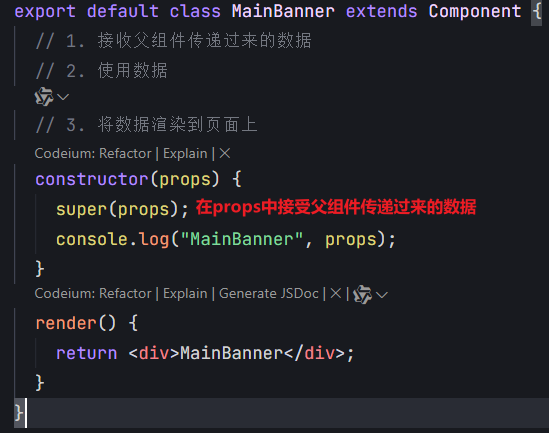 export default class MainBanner extends Component {
// 1. 接收父组件传递过来的数据
// 2. 使用数据
// 3. 将数据渲染到页面上
Codeium: Refactor | Explain | ×
constructor(props) {
super(props); 在props中接受父组件传递过来的数据
console.log("MainBanner", props);
}
Codeium: Refactor | Explain | Generate JSDoc | × |
render() {
return <div>MainBanner</div>;
}
}